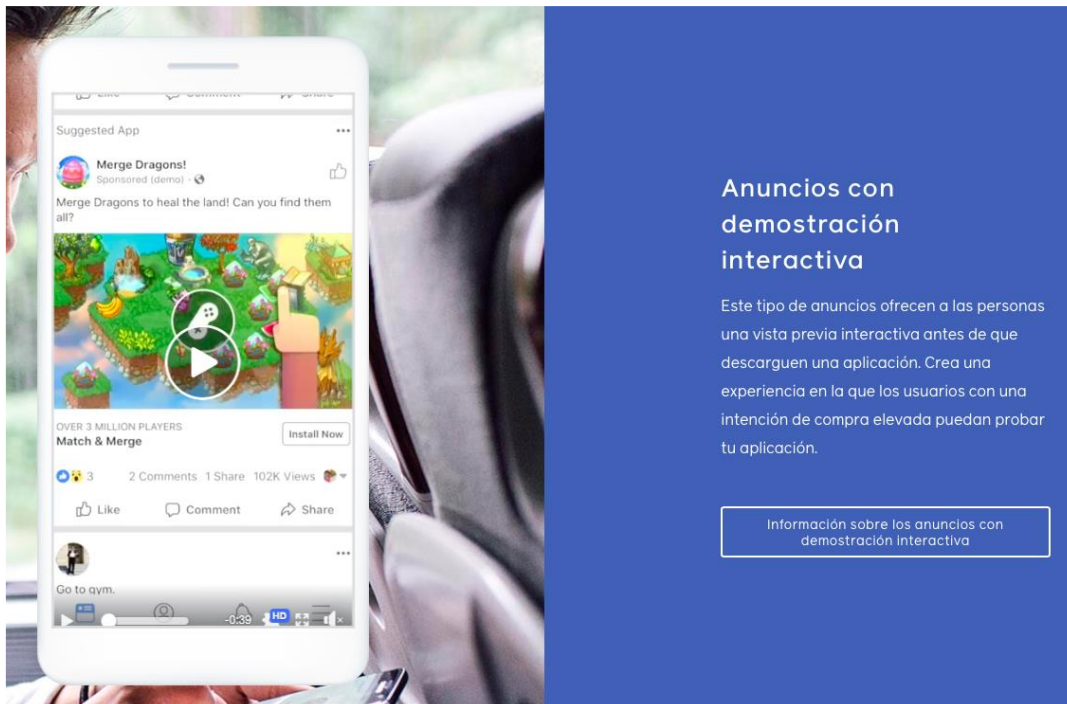 Like Comment Share
Suggested App
Merge Dragons!
Sponsored (demo) ·
Merge Dragons to heal the land! Can you find them
all?
OVER 3 MILLION PLAYERS
Match & Merge
Install Now
3 2 Comments 1 Share 102K Views
Like Comment Share
Go to gym.
-0:39 HD
Anuncios con
demostración
interactiva
Este tipo de anuncios ofrecen a las personas
una vista previa interactiva antes de que
descarguen una aplicación. Crea una
experiencia en la que los usuarios con una
intención de compra elevada puedan probar
tu aplicación.
Información sobre los anuncios con
demostración interactiva